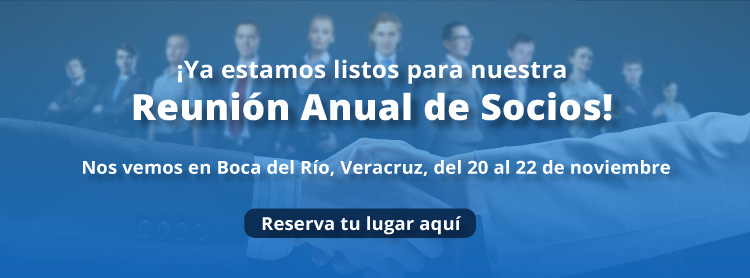 ¡Ya estamos listos para nuestra
Reunión Anual de Socios!
Nos vemos en Boca del Río, Veracruz, del 20 al 22 de noviembre
Reserva tu lugar aquí